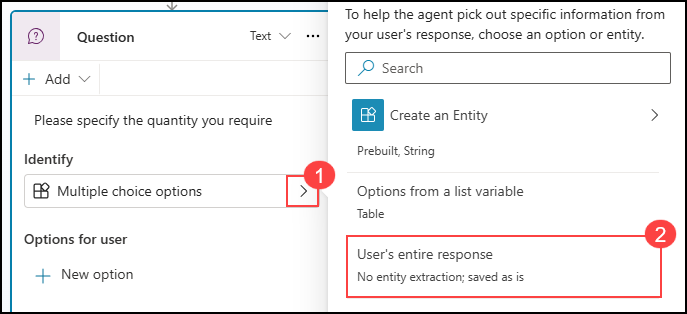 Question
Text
...
+ Add
Please specify the quantity you require
Identify
Multiple choice options
1
Options for user
+ New option
To help the agent pick out specific information from
your user's response, choose an option or entity.
Search
Create an Entity
Prebuilt, String
Options from a list variable
Table
2
User's entire response
No entity extraction; saved as is